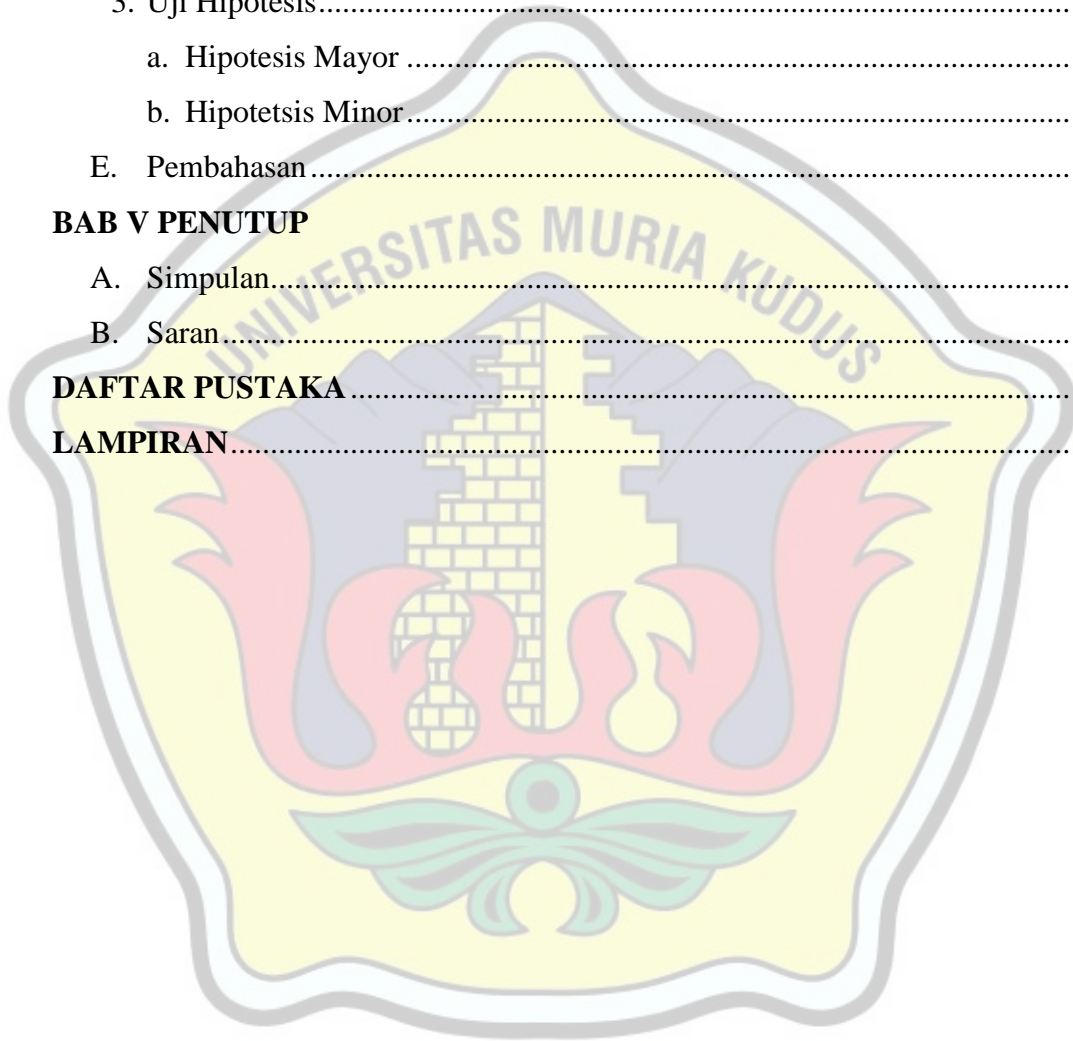 3. Uji Hipotesis........................................................................................
a. Hipotesis Mayor ........................................................................................
b. Hipotetsis Minor........................................................................................
E. Pembahasan........................................................................................
BAB V PENUTUP
UNIVERSITAS MURIA KUDUS
A. Simpulan........................................................................................
B. Saran........................................................................................
DAFTAR PUSTAKA........................................................................................
LAMPIRAN........................................................................................